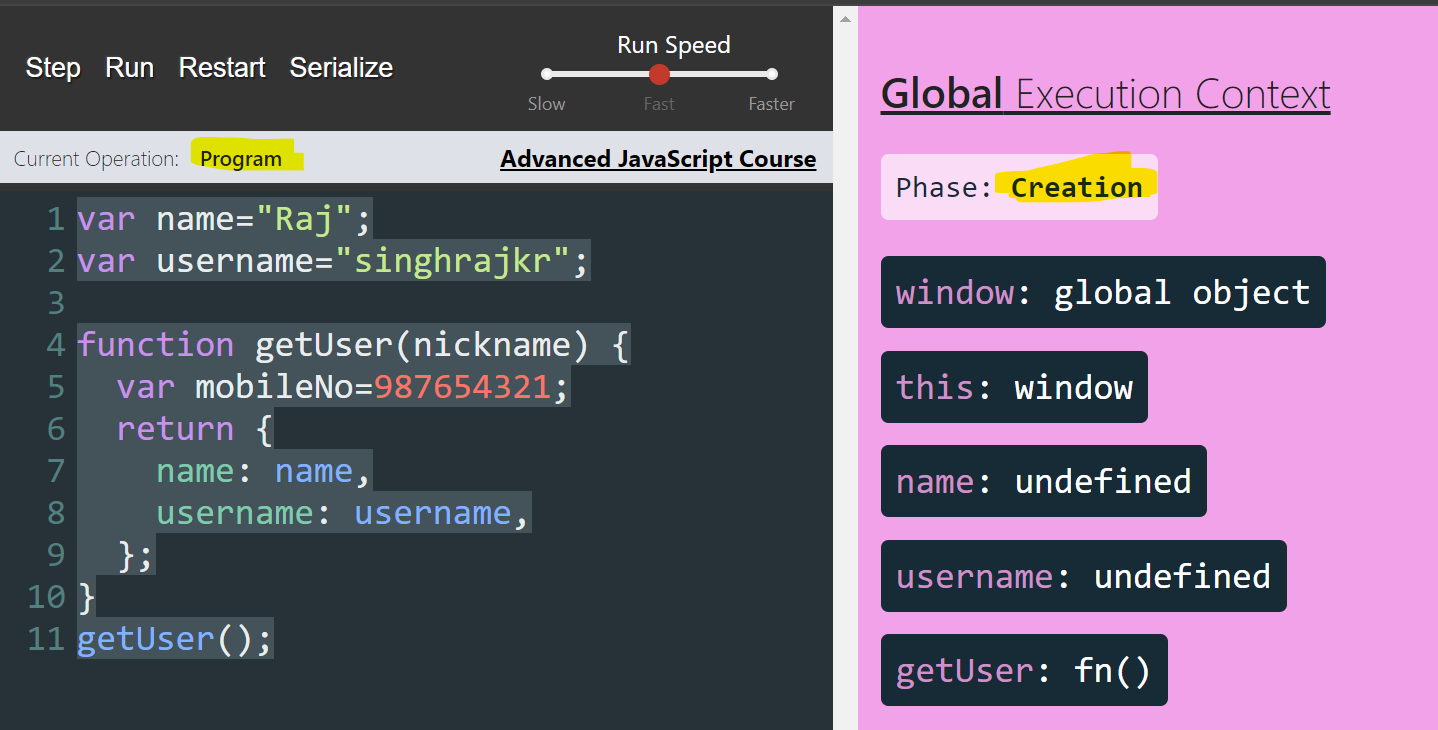 Step Run Restart Serialize
Run Speed
Slow Fast Faster
Current Operation: Program
Advanced JavaScript Course
1 var name="Raj";
2 var username="singhrajkr";
3
4 function getUser(nickname) {
5   var mobileNo=987654321;
6   return {
7     name: name,
8     username: username,
9   };
10 }
11 getUser();
Global Execution Context
Phase: Creation
window: global object
this: window
name: undefined
username: undefined
getUser: fn()